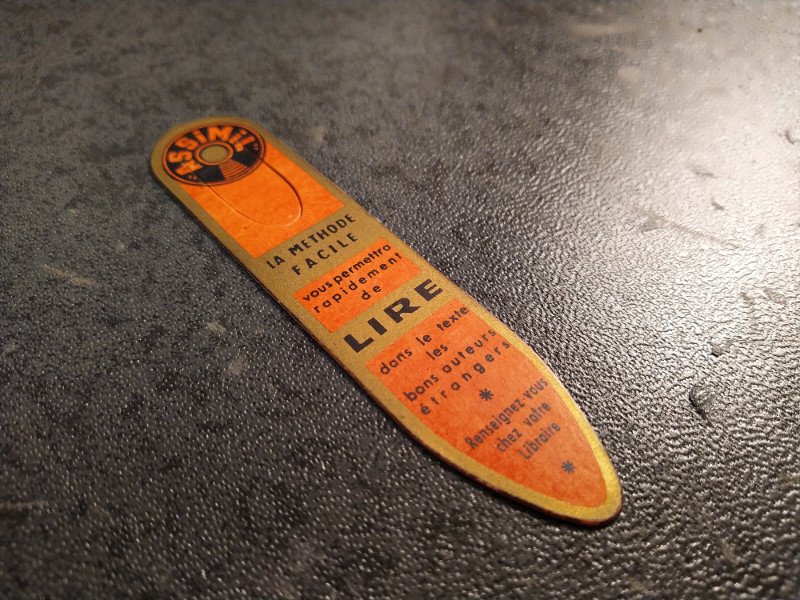 "ASSiMiL"
LA METHODE
FACILE
vous permettra
rapidement
de
LIRE
dans le texte
les
bons auteurs
étrangers
*
Renseignez-vous
chez votre
Libraire
*